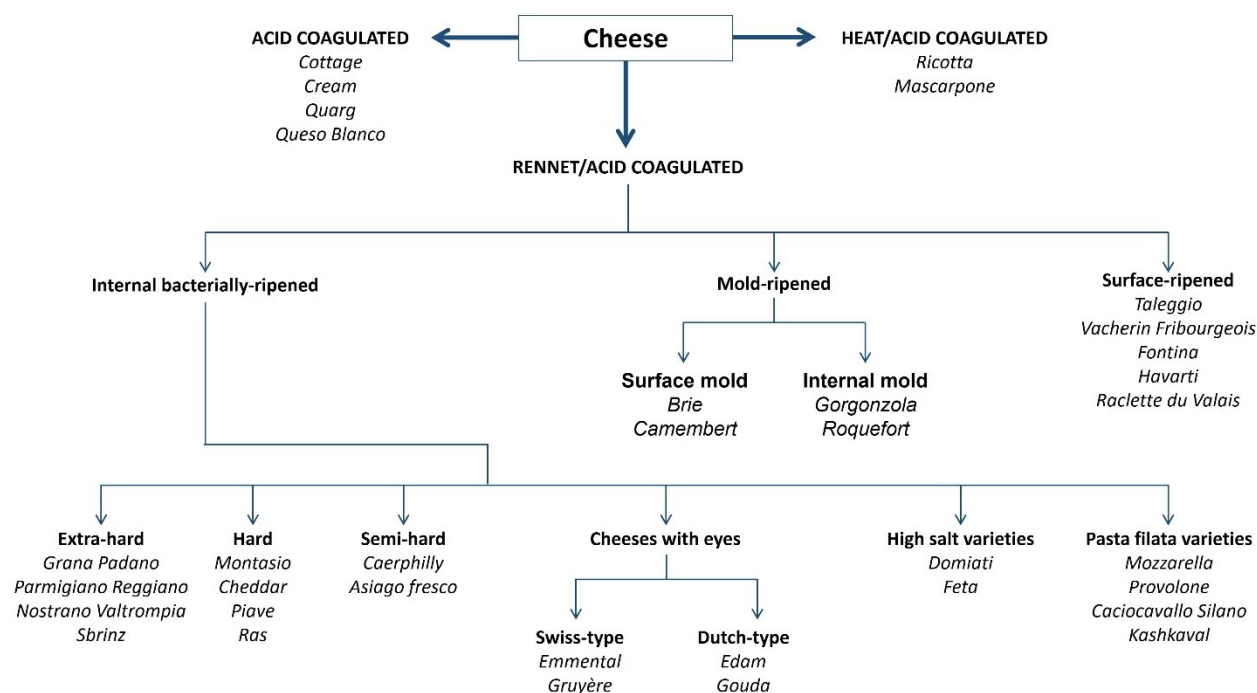 Cheese
ACID COAGULATED
Cottage
Cream
Quarg
Queso Blanco
HEAT/ACID COAGULATED
Ricotta
Mascarpone
RENNET/ACID COAGULATED
Internal bacterially-ripened
Mold-ripened
Surface mold
Brie
Camembert
Internal mold
Gorgonzola
Roquefort
Surface-ripened
Taleggio
Vacherin Fribourgeois
Fontina
Havarti
Raclette du Valais
Extra-hard
Grana Padano
Parmigiano Reggiano
Nostrano Valtrompia
Sbrinz
Hard
Montasio
Cheddar
Piave
Ras
Semi-hard
Caerphilly
Asiago fresco
Cheeses with eyes
Swiss-type
Emmental
Gruyère
Dutch-type
Edam
Gouda
High salt varieties
Domiati
Feta
Pasta filata varieties
Mozzarella
Provolone
Caciocavallo Silano
Kashkaval